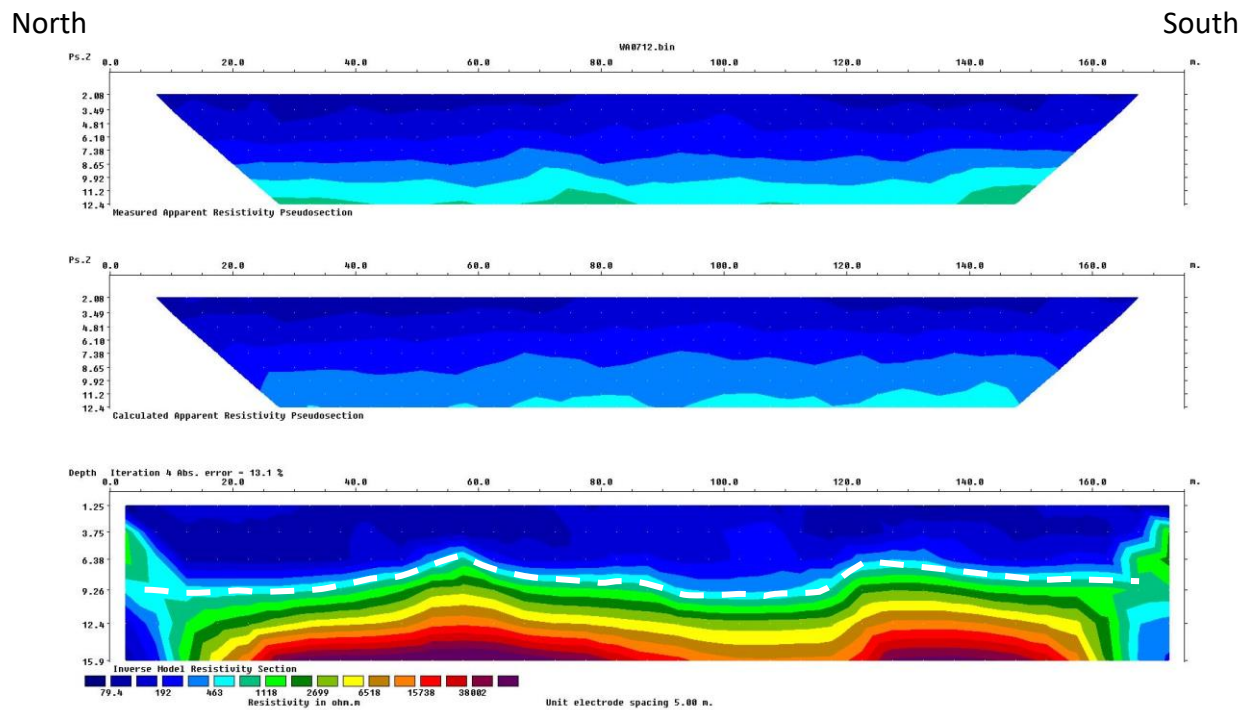 North South
WA0712.bin
Ps.Z 0.0 20.0 40.0 60.0 80.0 100.0 120.0 140.0 160.0 m.
2.08
3.49
4.81
6.10
7.38
8.65
9.92
11.2
12.4
Measured Apparent Resistivity Pseudosection
Ps.Z 0.0 20.0 40.0 60.0 80.0 100.0 120.0 140.0 160.0 m.
2.08
3.49
4.81
6.10
7.38
8.65
9.92
11.2
12.4
Calculated Apparent Resistivity Pseudosection
Depth Iteration 4 Abs. error = 13.1 %
0.0 20.0 40.0 60.0 80.0 100.0 120.0 140.0 160.0 m.
1.25
3.75
6.38
9.26
12.4
15.9
Inverse Model Resistivity Section
79.4 192 463 1118 2699 6518 15738 38002
Resistivity in ohm.m Unit electrode spacing 5.00 m.